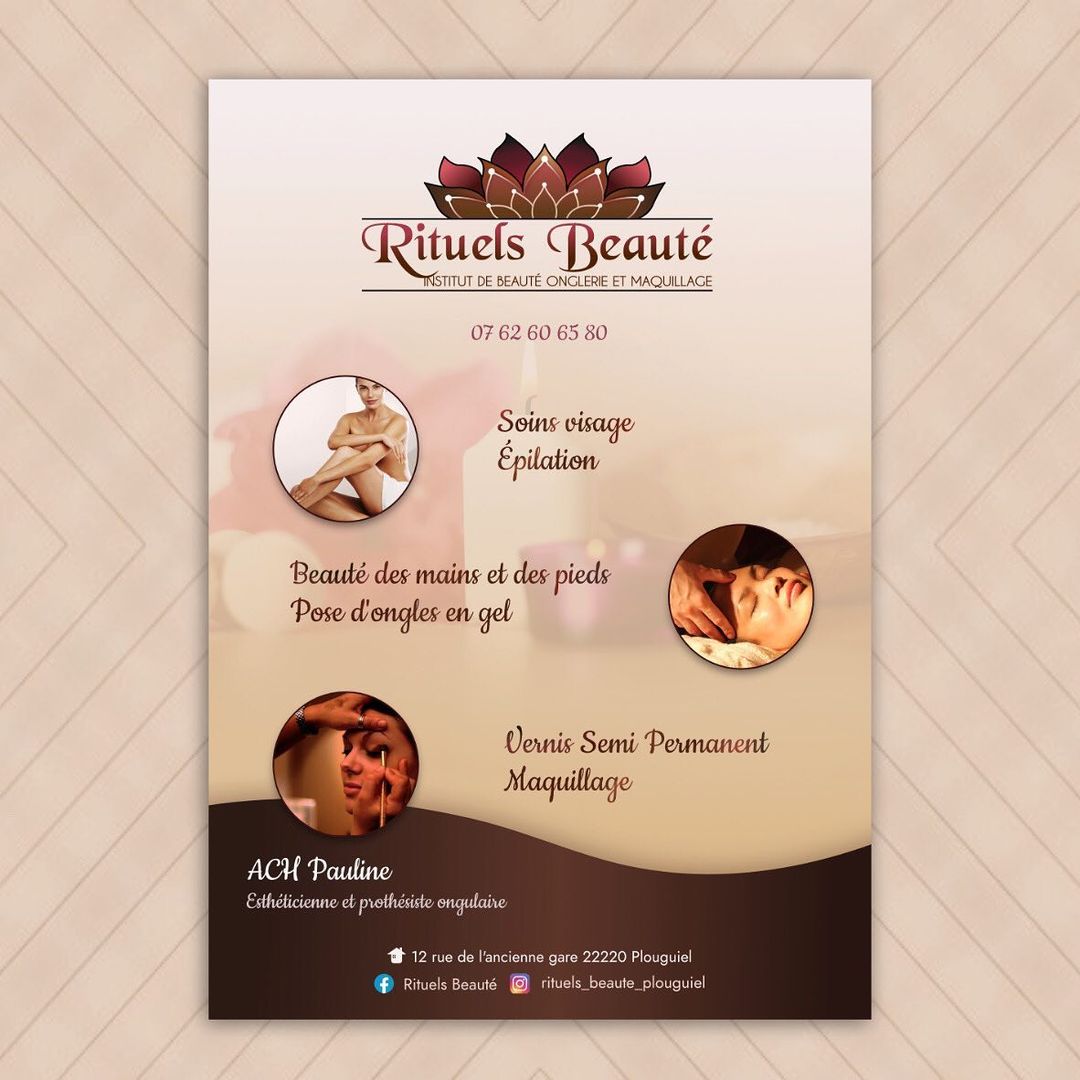 Rituels Beauté
INSTITUT DE BEAUTÉ ONGLERIE ET MAQUILLAGE
07 62 60 65 80
Soins visage
Épilation
Beauté des mains et des pieds
Pose d'ongles en gel
Vernis Semi Permanent
Maquillage
ACH Pauline
Esthéticienne et prothésiste ongulaire
12 rue de l'ancienne gare 22220 Plouguiel
Rituels Beauté rituels_beaute_plouguiel